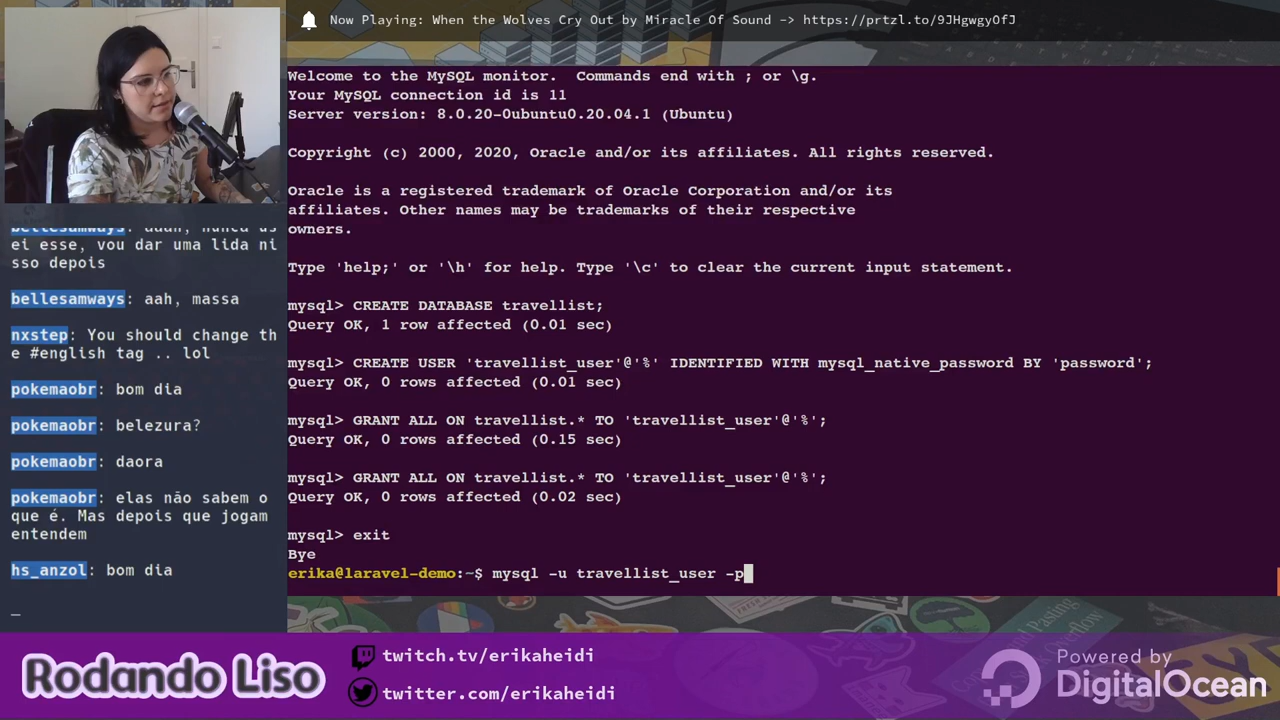 Now Playing: When the Wolves Cry Out by Miracle Of Sound -> https://prtzl.to/9JHgwgyOfJ
Welcome to the MySQL monitor.  Commands end with ; or \g.
Your MySQL connection id is 11
Server version: 8.0.20-0ubuntu0.20.04.1 (Ubuntu)
Copyright (c) 2000, 2020, Oracle and/or its affiliates. All rights reserved.
Oracle is a registered trademark of Oracle Corporation and/or its
affiliates. Other names may be trademarks of their respective
owners.
Type 'help;' or '\h' for help. Type '\c' to clear the current input statement.
mysql> CREATE DATABASE travellist;
Query OK, 1 row affected (0.01 sec)
mysql> CREATE USER 'travellist_user'@'%' IDENTIFIED WITH mysql_native_password BY 'password';
Query OK, 0 rows affected (0.01 sec)
mysql> GRANT ALL ON travellist.* TO 'travellist_user'@'%';
Query OK, 0 rows affected (0.15 sec)
mysql> GRANT ALL ON travellist.* TO 'travellist_user'@'%';
Query OK, 0 rows affected (0.02 sec)
mysql> exit
Bye
erika@laravel-demo:~$ mysql -u travellist_user -p
bellesamways: aaah, nunca us
ei esse, vou dar uma lida ni
sso depois
bellesamways: aah, massa
nxstep: You should change th
e #english tag .. lol
pokemaobr: bom dia
pokemaobr: belezura?
pokemaobr: daora
pokemaobr: elas não sabem o
que é. Mas depois que jogam
entendem
hs_anzol: bom dia
_
Rodando Liso
twitch.tv/erikaheidi
twitter.com/erikaheidi
Powered by
DigitalOcean